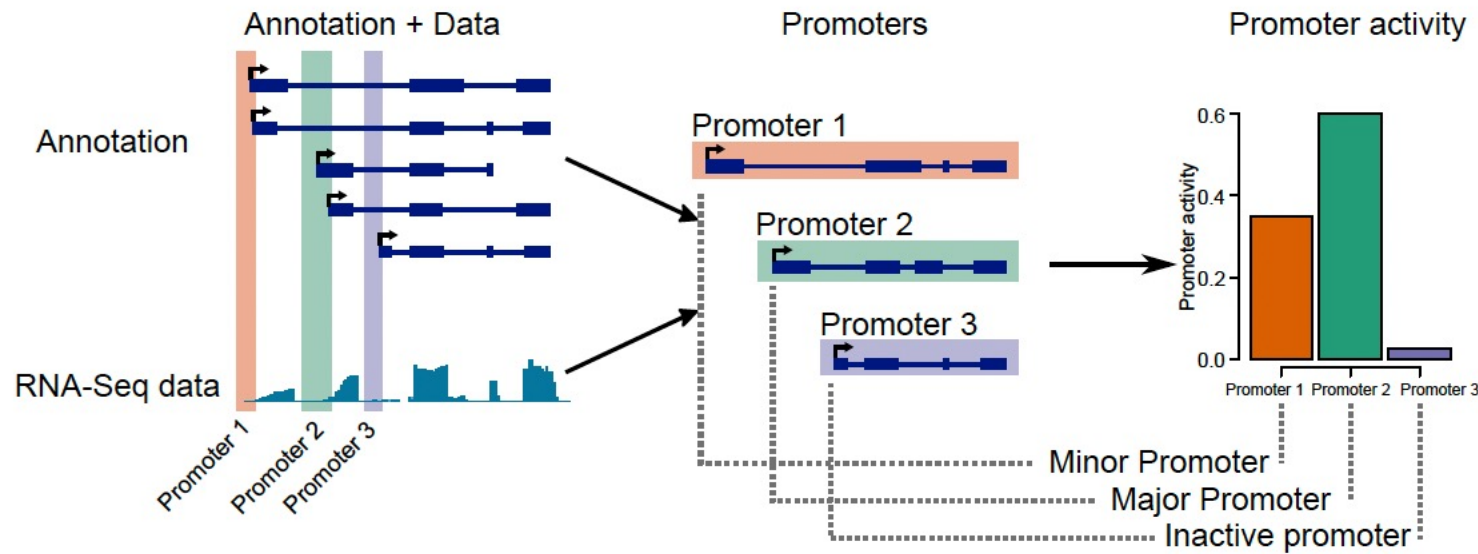 Annotation + Data
Promoters
Promoter activity
Annotation
RNA-Seq data
Promoter 1
Promoter 2
Promoter 3
Promoter 1
Promoter 2
Promoter 3
Promoter activity
0.6
0.4
0.2
0.0
Promoter 1 Promoter 2 Promoter 3
Minor Promoter
Major Promoter
Inactive promoter